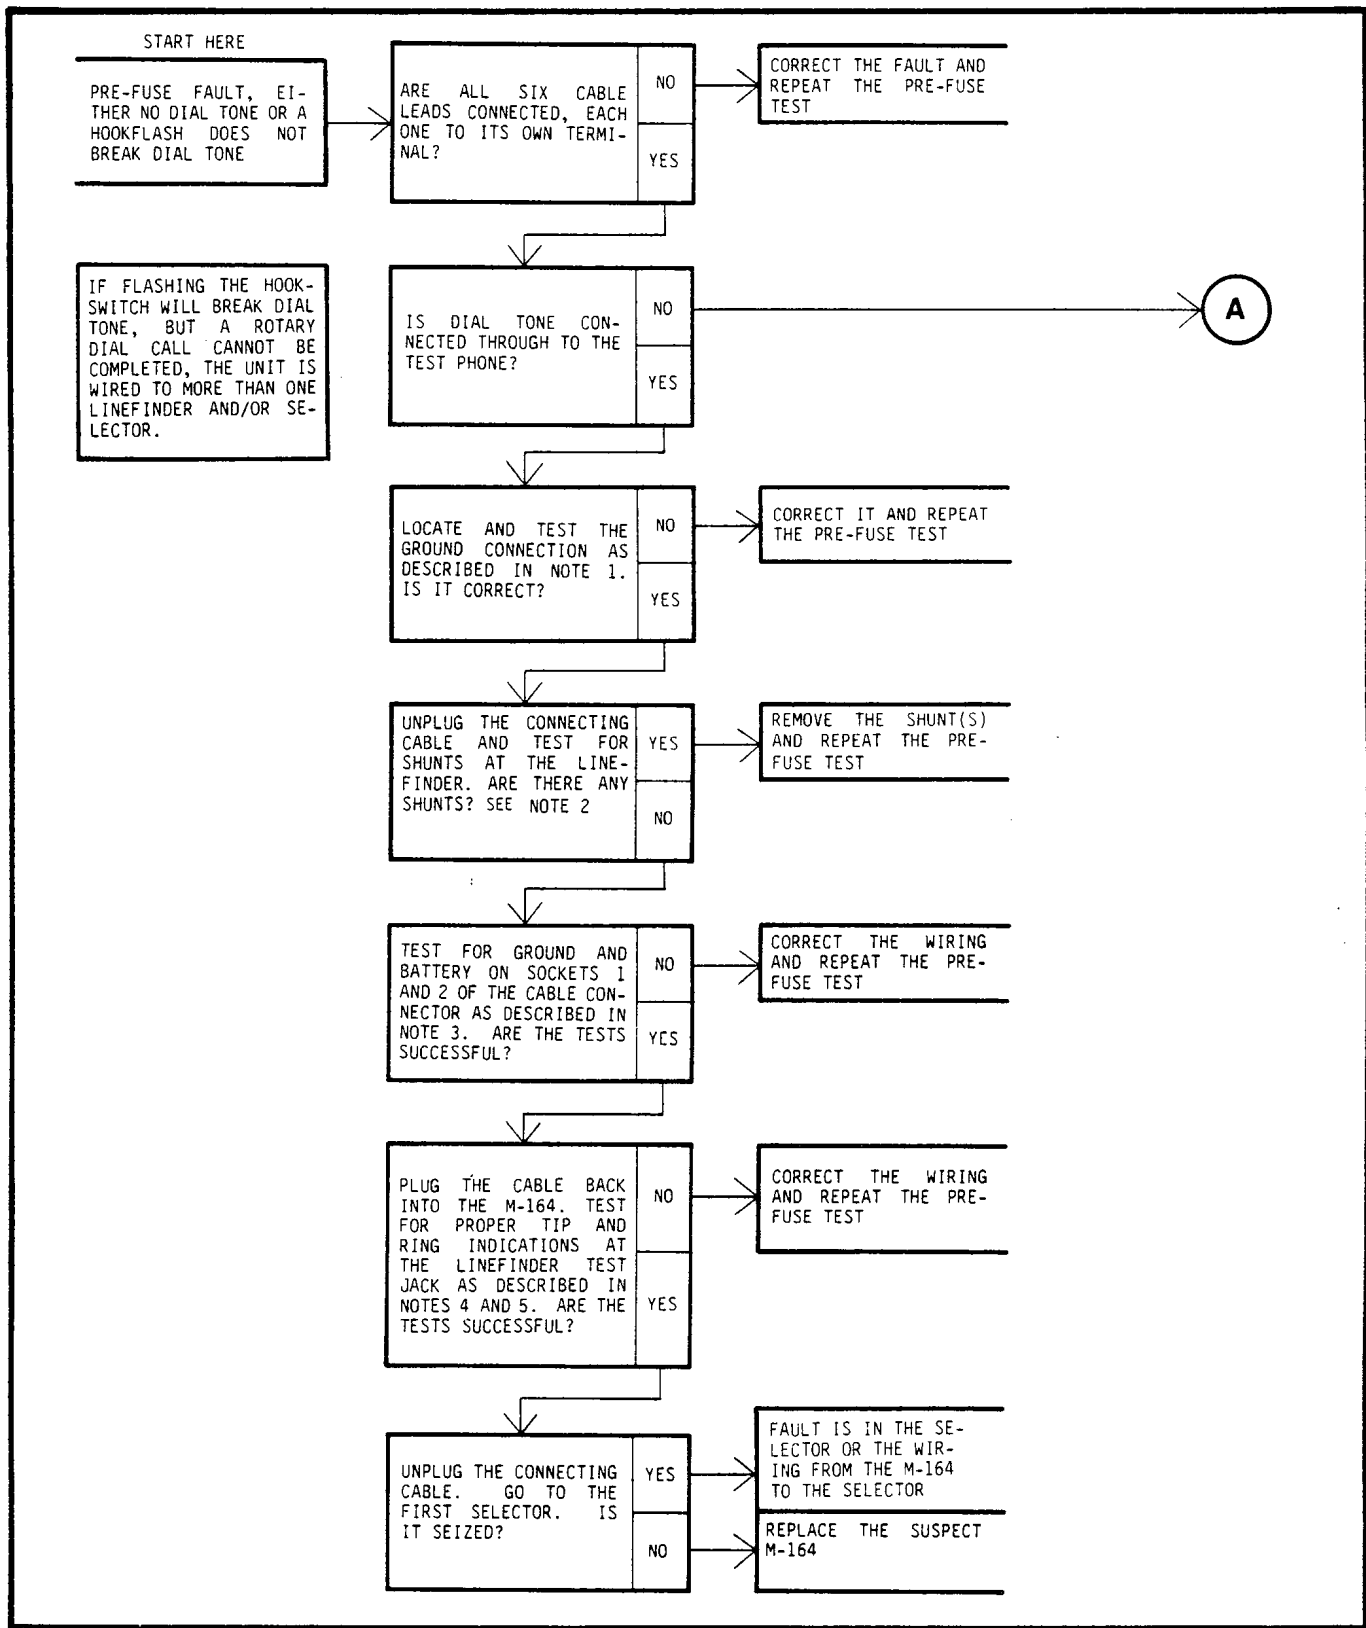 START HERE
PRE-FUSE FAULT, EI-
THER NO DIAL TONE OR A
HOOKFLASH DOES NOT
BREAK DIAL TONE
ARE ALL SIX CABLE
LEADS CONNECTED, EACH
ONE TO ITS OWN TERMI-
NAL?
NO
YES
CORRECT THE FAULT AND
REPEAT THE PRE-FUSE
TEST
IF FLASHING THE HOOK-
SWITCH WILL BREAK DIAL
TONE, BUT A ROTARY
DIAL CALL CANNOT BE
COMPLETED, THE UNIT IS
WIRED TO MORE THAN ONE
LINEFINDER AND/OR SE-
LECTOR.
IS DIAL TONE CON-
NECTED THROUGH TO THE
TEST PHONE?
NO
YES
A
LOCATE AND TEST THE
GROUND CONNECTION AS
DESCRIBED IN NOTE 1.
IS IT CORRECT?
NO
YES
CORRECT IT AND REPEAT
THE PRE-FUSE TEST
UNPLUG THE CONNECTING
CABLE AND TEST FOR
SHUNTS AT THE LINE-
FINDER. ARE THERE ANY
SHUNTS? SEE NOTE 2
YES
NO
REMOVE THE SHUNT(S)
AND REPEAT THE PRE-
FUSE TEST
TEST FOR GROUND AND
BATTERY ON SOCKETS 1
AND 2 OF THE CABLE CON-
NECTOR AS DESCRIBED IN
NOTE 3. ARE THE TESTS
SUCCESSFUL?
NO
YES
CORRECT THE WIRING
AND REPEAT THE PRE-
FUSE TEST
PLUG THE CABLE BACK
INTO THE M-164. TEST
FOR PROPER TIP AND
RING INDICATIONS AT
THE LINEFINDER TEST
JACK AS DESCRIBED IN
NOTES 4 AND 5. ARE THE
TESTS SUCCESSFUL?
NO
YES
CORRECT THE WIRING
AND REPEAT THE PRE-
FUSE TEST
UNPLUG THE CONNECTING
CABLE. GO TO THE
FIRST SELECTOR. IS
IT SEIZED?
YES
NO
FAULT IS IN THE SE-
LECTOR OR THE WIR-
ING FROM THE M-164
TO THE SELECTOR
REPLACE THE SUSPECT
M-164